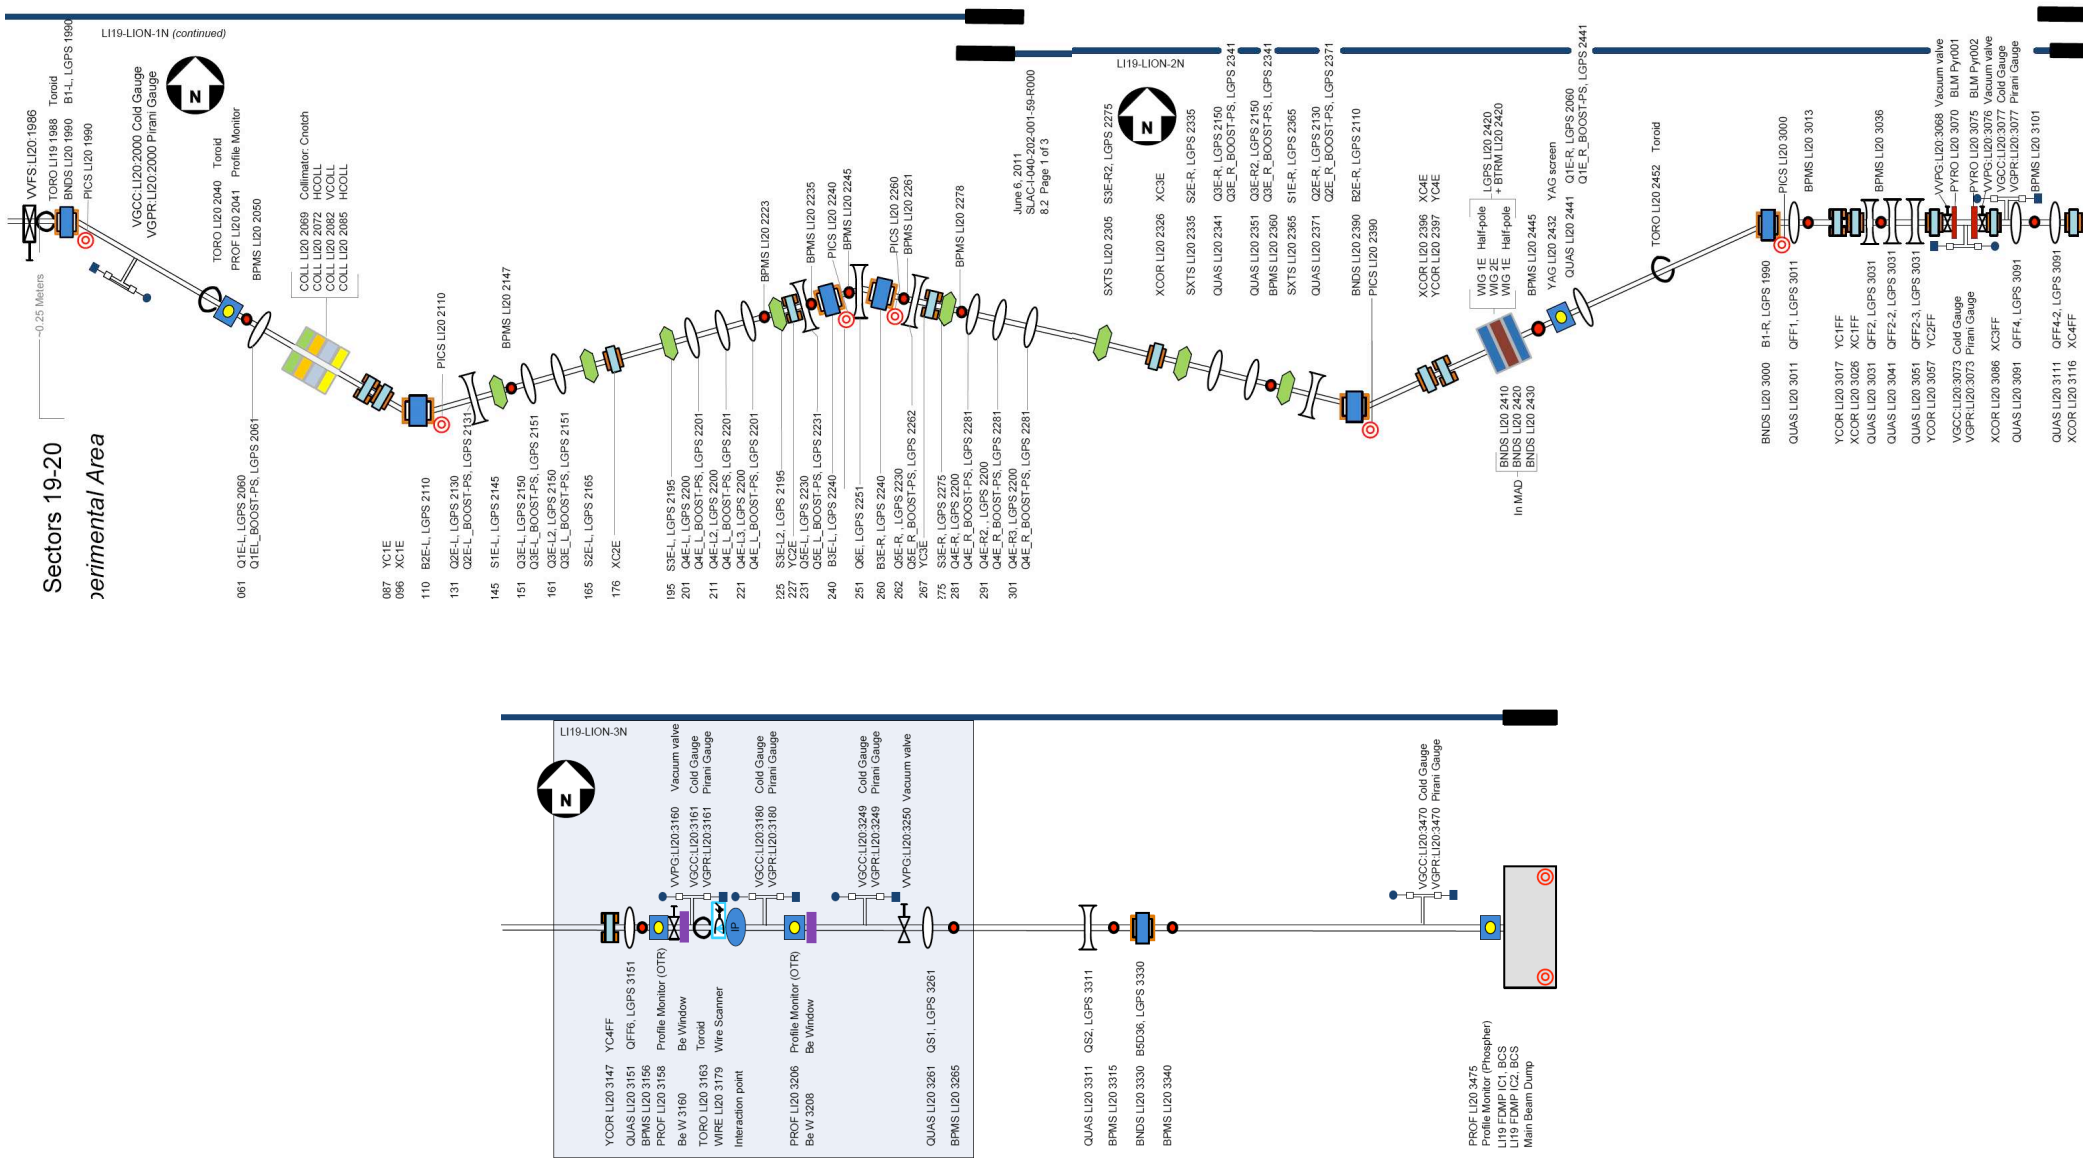 LI19-LION-1N (continued)
N
VVFS:LI20:1986
TORO LI19 1988 Toroid
BNDS LI20 1990 B1-L, LGPS 1990
PICS LI20 1990
VGCC:LI20:2000 Cold Gauge
VGPR:LI20:2000 Pirani Gauge
TORO LI20 2040 Toroid
PROF LI20 2041 Profile Monitor
BPMS LI20 2050
COLL LI20 2069 Collimator: Cnotch
COLL LI20 2072 HCOLL
COLL LI20 2082 VCOLL
COLL LI20 2085 HCOLL
PICS LI20 2110
BPMS LI20 2147
BPMS LI20 2223
BPMS LI20 2235
PICS LI20 2240
BPMS LI20 2245
PICS LI20 2260
BPMS LI20 2261
BPMS LI20 2278
~0.25 Meters
Sectors 19-20
perimental Area
061 Q1E-L, LGPS 2060
Q1EL_BOOST-PS, LGPS 2061
087 YC1E
096 XC1E
110 B2E-L, LGPS 2110
131 Q2E-L, LGPS 2130
Q2E-L_BOOST-PS, LGPS 2131
145 S1E-L, LGPS 2145
151 Q3E-L, LGPS 2150
Q3E-L_BOOST-PS, LGPS 2151
161 Q3E-L2, LGPS 2150
Q3E_L_BOOST-PS, LGPS 2151
165 S2E-L, LGPS 2165
176 XC2E
195 S3E-L, LGPS 2195
201 Q4E-L, LGPS 2200
Q4E_L_BOOST-PS, LGPS 2201
211 Q4E-L2, LGPS 2200
Q4E_L_BOOST-PS, LGPS 2201
221 Q4E-L3, LGPS 2200
Q4E_L_BOOST-PS, LGPS 2201
225 S3E-L2, LGPS 2195
227 YC2E
231 Q5E-L, LGPS 2230
Q5E_L_BOOST-PS, LGPS 2231
240 B3E-L, LGPS 2240
251 Q6E, LGPS 2251
260 B3E-R, LGPS 2240
262 Q5E-R, , LGPS 2230
Q5E_R_BOOST-PS, LGPS 2262
267 YC3E
275 S3E-R, LGPS 2275
281 Q4E-R, LGPS 2200
Q4E_R_BOOST-PS, LGPS 2281
291 Q4E-R2, , LGPS 2200
Q4E_R_BOOST-PS, LGPS 2281
301 Q4E-R3, LGPS 2200
Q4E_R_BOOST-PS, LGPS 2281
June 6, 2011
SLAC-I-040-202-001-59-R000
8.2 Page 1 of 3
LI19-LION-2N
N
SXTS LI20 2305 S3E-R2, LGPS 2275
XCOR LI20 2326 XC3E
SXTS LI20 2335 S2E-R, LGPS 2335
QUAS LI20 2341 Q3E-R, LGPS 2150
Q3E_R_BOOST-PS, LGPS 2341
QUAS LI20 2351 Q3E-R2, LGPS 2150
Q3E_R_BOOST-PS, LGPS 2341
BPMS LI20 2360
SXTS LI20 2365 S1E-R, LGPS 2365
QUAS LI20 2371 Q2E-R, LGPS 2130
Q2E_R_BOOST-PS, LGPS 2371
BNDS LI20 2390 B2E-R, LGPS 2110
PICS LI20 2390
XCOR LI20 2396 XC4E
YCOR LI20 2397 YC4E
WIG 1E Half-pole
WIG 2E
WIG 1E Half-pole
LGPS LI20 2420
+ BTRM LI20 2420
BPMS LI20 2445
YAG LI20 2432 YAG screen
QUAS LI20 2441 Q1E-R, LGPS 2060
Q1E_R_BOOST-PS, LGPS 2441
TORO LI20 2452 Toroid
In MAD
BNDS LI20 2410
BNDS LI20 2420
BNDS LI20 2430
PICS LI20 3000
BPMS LI20 3013
BPMS LI20 3036
VVPG:LI20:3068 Vacuum valve
PYRO LI20 3070 BLM Pyr001
PYRO LI20 3075 BLM Pyr002
VVPG:LI20:3076 Vacuum valve
VGCC:LI20:3077 Cold Gauge
VGPR:LI20:3077 Pirani Gauge
BPMS LI20 3101
BNDS LI20 3000 B1-R, LGPS 1990
QUAS LI20 3011 QFF1, LGPS 3011
YCOR LI20 3017 YC1FF
XCOR LI20 3026 XC1FF
QUAS LI20 3031 QFF2, LGPS 3031
QUAS LI20 3041 QFF2-2, LGPS 3031
QUAS LI20 3051 QFF2-3, LGPS 3031
YCOR LI20 3057 YC2FF
VGCC:LI20:3073 Cold Gauge
VGPR:LI20:3073 Pirani Gauge
XCOR LI20 3086 XC3FF
QUAS LI20 3091 QFF4, LGPS 3091
QUAS LI20 3111 QFF4-2, LGPS 3091
XCOR LI20 3116 XC4FF
LI19-LION-3N
N
VVPG:LI20:3160 Vacuum valve
VGCC:LI20:3161 Cold Gauge
VGPR:LI20:3161 Pirani Gauge
VGCC:LI20:3180 Cold Gauge
VGPR:LI20:3180 Pirani Gauge
VGCC:LI20:3249 Cold Gauge
VGPR:LI20:3249 Pirani Gauge
VVPG:LI20:3250 Vacuum valve
VGCC:LI20:3470 Cold Gauge
VGPR:LI20:3470 Pirani Gauge
IP
YCOR LI20 3147 YC4FF
QUAS LI20 3151 QFF6, LGPS 3151
BPMS LI20 3156
PROF LI20 3158 Profile Monitor (OTR)
Be W 3160 Be Window
TORO LI20 3163 Toroid
WIRE LI20 3179 Wire Scanner
Interaction point
PROF LI20 3206 Profile Monitor (OTR)
Be W 3208 Be Window
QUAS LI20 3261 QS1, LGPS 3261
BPMS LI20 3265
QUAS LI20 3311 QS2, LGPS 3311
BPMS LI20 3315
BNDS LI20 3330 B5D36, LGPS 3330
BPMS LI20 3340
PROF LI20 3475
Profile Monitor (Phospher)
LI19 FDMP IC1, BCS
LI19 FDMP IC2, BCS
Main Beam Dump